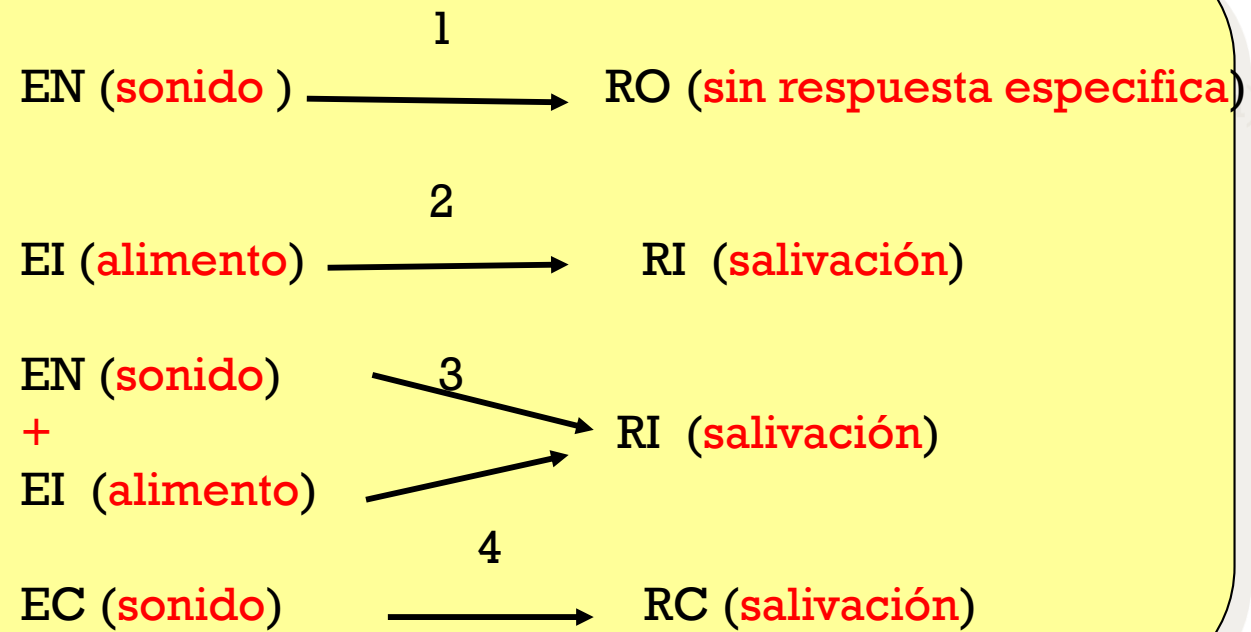 1
EN (sonido ) RO (sin respuesta especifica)
2
EI (alimento) RI (salivación)
EN (sonido) 3
+ RI (salivación)
EI (alimento)
4
EC (sonido) RC (salivación)